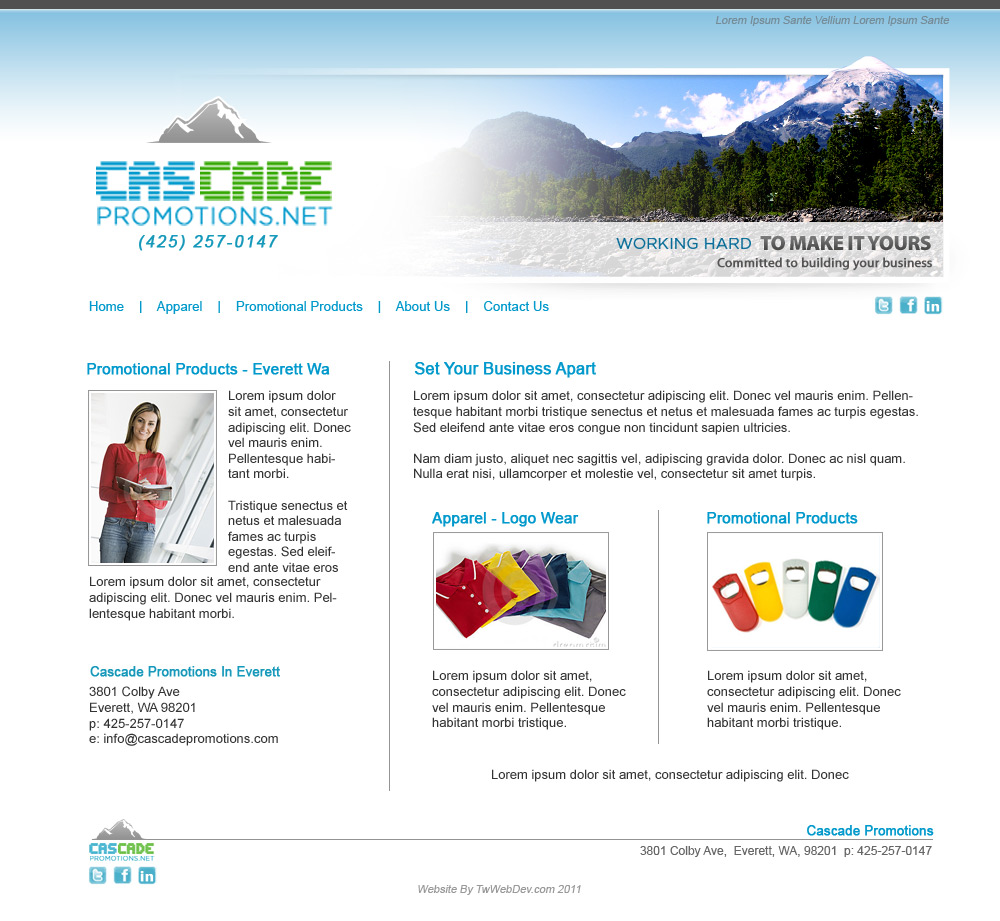 Lorem Ipsum Sante Vellium Lorem Ipsum Sante
CASCADE
PROMOTIONS.NET
(425) 257-0147
WORKING HARD TO MAKE IT YOURS
Committed to building your business
Home | Apparel | Promotional Products | About Us | Contact Us
Promotional Products - Everett Wa
Lorem ipsum dolor
sit amet, consectetur
adipiscing elit. Donec
vel mauris enim.
Pellentesque habi-
tant morbi.
Tristique senectus et
netus et malesuada
fames ac turpis
egestas. Sed eleif-
end ante vitae eros
Lorem ipsum dolor sit amet, consectetur
adipiscing elit. Donec vel mauris enim. Pel-
lentesque habitant morbi.
Cascade Promotions In Everett
3801 Colby Ave
Everett, WA 98201
p: 425-257-0147
e: info@cascadepromotions.com
Set Your Business Apart
Lorem ipsum dolor sit amet, consectetur adipiscing elit. Donec vel mauris enim. Pellen-
tesque habitant morbi tristique senectus et netus et malesuada fames ac turpis egestas.
Sed eleifend ante vitae eros congue non tincidunt sapien ultricies.
Nam diam justo, aliquet nec sagittis vel, adipiscing gravida dolor. Donec ac nisl quam.
Nulla erat nisi, ullamcorper et molestie vel, consectetur sit amet turpis.
Apparel - Logo Wear
Lorem ipsum dolor sit amet,
consectetur adipiscing elit. Donec
vel mauris enim. Pellentesque
habitant morbi tristique.
Promotional Products
Lorem ipsum dolor sit amet,
consectetur adipiscing elit. Donec
vel mauris enim. Pellentesque
habitant morbi tristique.
Lorem ipsum dolor sit amet, consectetur adipiscing elit. Donec
CASCADE
PROMOTIONS.NET
Cascade Promotions
3801 Colby Ave, Everett, WA, 98201 p: 425-257-0147
Website By TwWebDev.com 2011